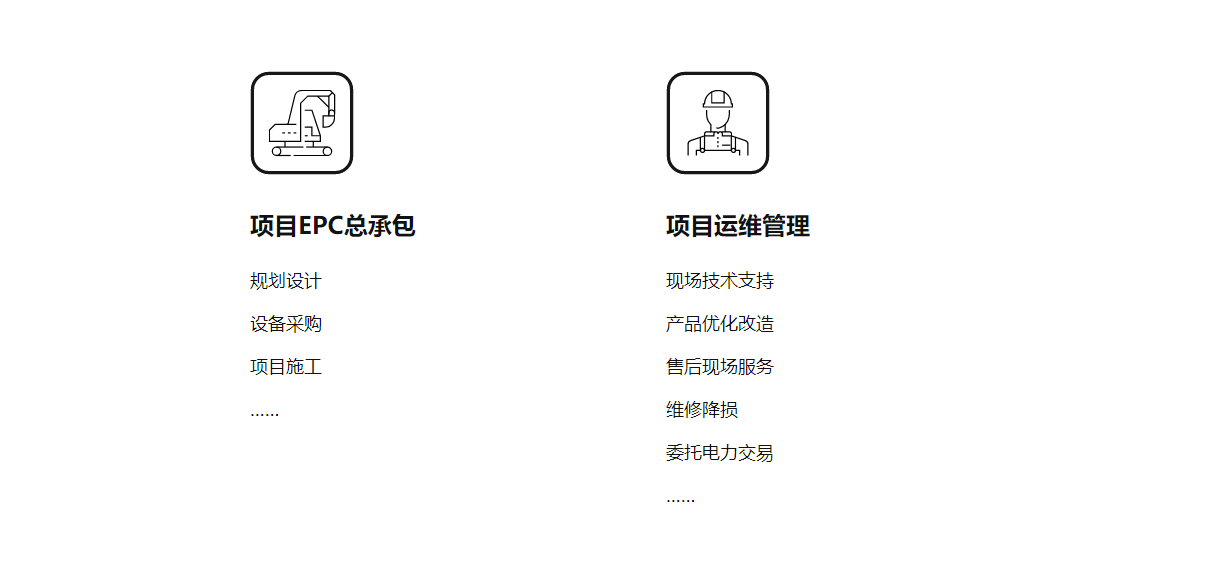 项目EPC总承包
规划设计
设备采购
项目施工
......
项目运维管理
现场技术支持
产品优化改造
售后现场服务
维修降损
委托电力交易
......